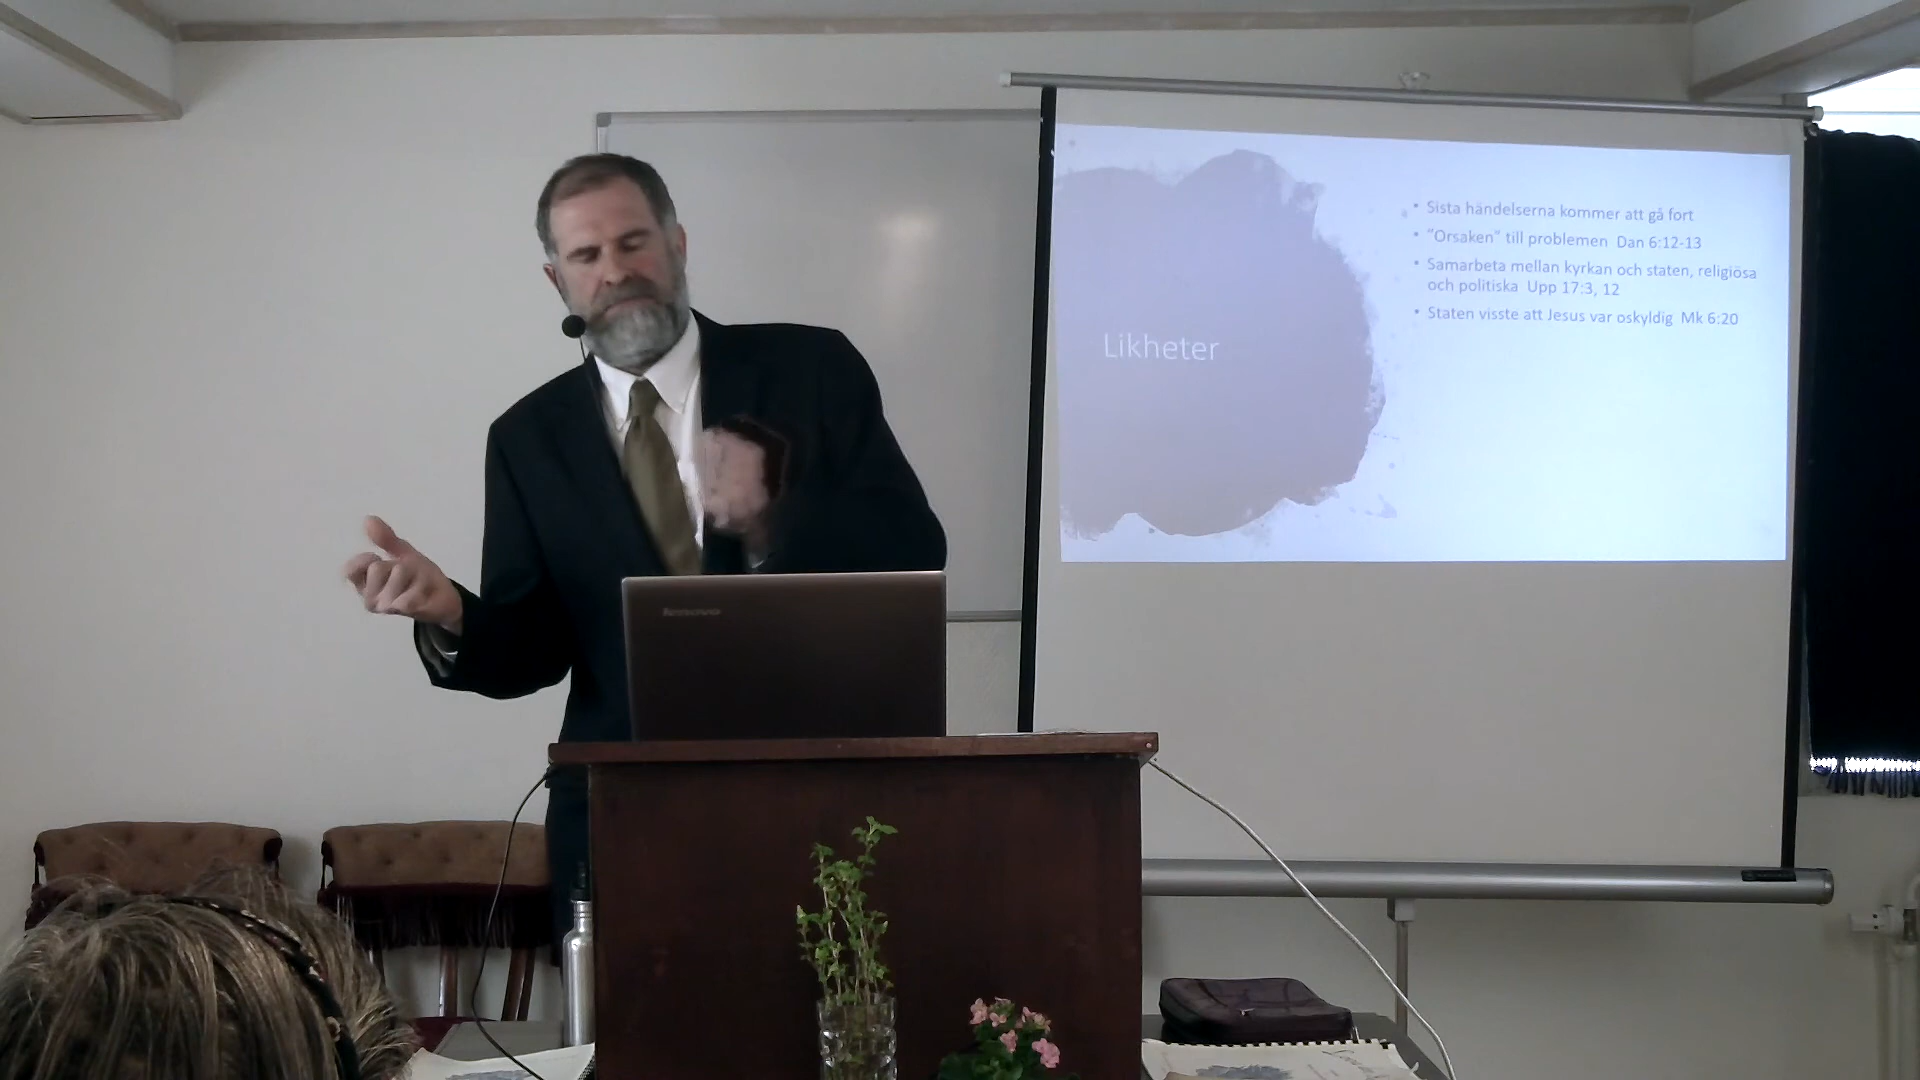 Likheter
• Sista händelserna kommer att gå fort
• "Orsaken" till problemen Dan 6:12-13
• Samarbeta mellan kyrkan och staten, religiösa
och politiska Upp 17:3, 12
• Staten visste att Jesus var oskyldig Mk 6:20
lenovo